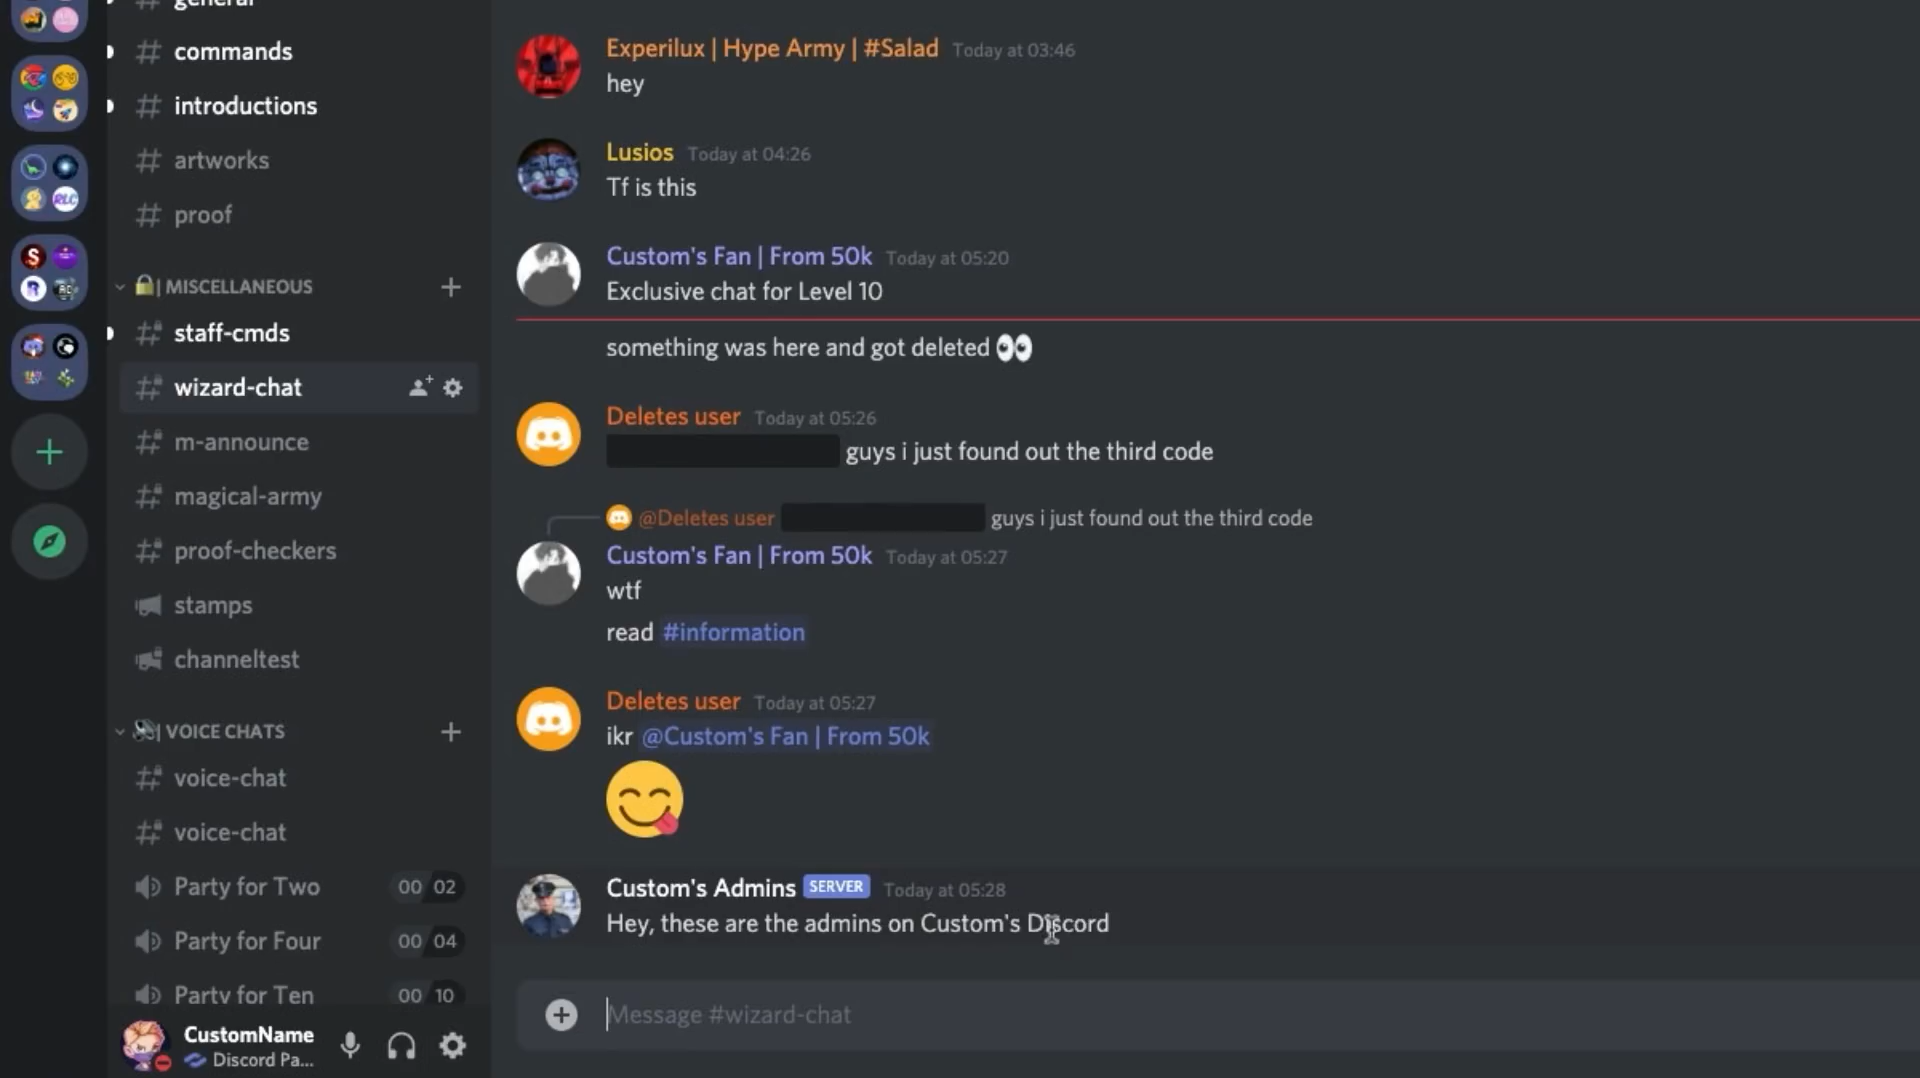 general
commands
introductions
artworks
proof
MISCELLANEOUS
staff-cmds
wizard-chat
m-announce
magical-army
proof-checkers
stamps
channeltest
VOICE CHATS
voice-chat
voice-chat
Party for Two 00 02
Party for Four 00 04
Party for Ten 00 10
CustomName
Discord Pa...
Experilux | Hype Army | #Salad Today at 03:46
hey
Lusios Today at 04:26
Tf is this
Custom's Fan | From 50k Today at 05:20
Exclusive chat for Level 10
something was here and got deleted 👀
Deletes user Today at 05:26
guys i just found out the third code
@Deletes user guys i just found out the third code
Custom's Fan | From 50k Today at 05:27
wtf
read #information
Deletes user Today at 05:27
ikr @Custom's Fan | From 50k
😋
Custom's Admins SERVER Today at 05:28
Hey, these are the admins on Custom's Discord
Message #wizard-chat